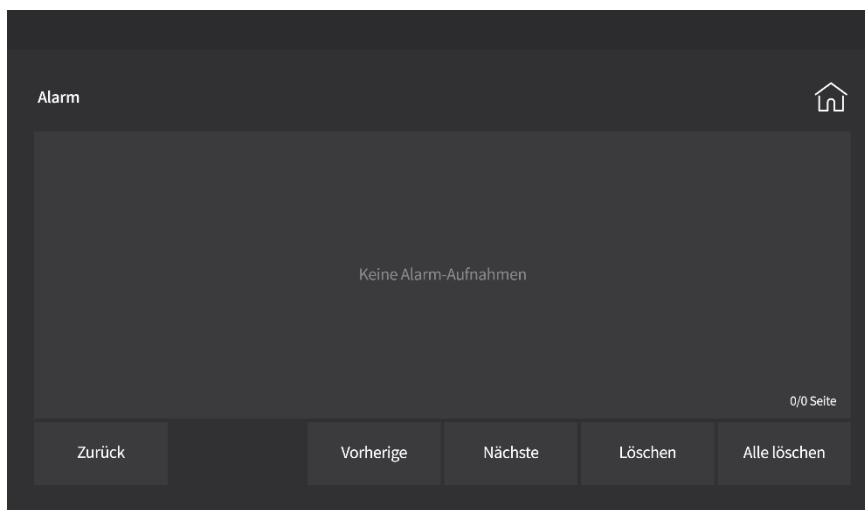 Alarm
Keine Alarm-Aufnahmen
0/0 Seite
Zurück Vorherige Nächste Löschen Alle löschen